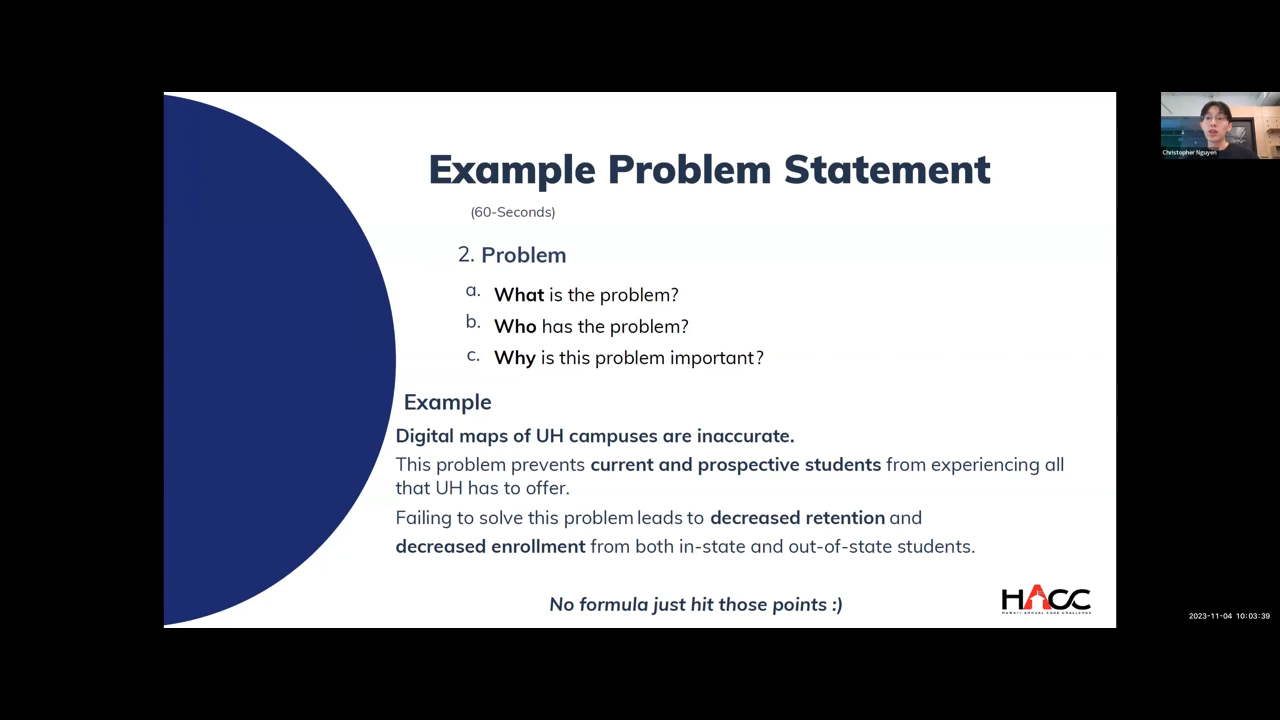 Example Problem Statement
(60-Seconds)
2. Problem
a. What is the problem?
b. Who has the problem?
c. Why is this problem important?
Example
Digital maps of UH campuses are inaccurate.
This problem prevents current and prospective students from experiencing all
that UH has to offer.
Failing to solve this problem leads to decreased retention and
decreased enrollment from both in-state and out-of-state students.
No formula just hit those points :)
HACC
HAWAII ANNUAL CODE CHALLENGE
Christopher Nguyen
2023-11-04 10:03:39